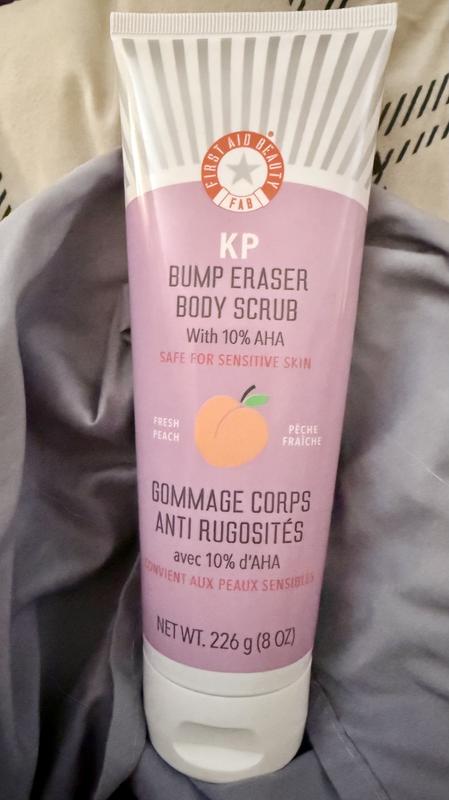 FIRST AID BEAUTY
FAB
KP
BUMP ERASER
BODY SCRUB
With 10% AHA
SAFE FOR SENSITIVE SKIN
FRESH
PEACH
PÊCHE
FRAÎCHE
GOMMAGE CORPS
ANTI RUGOSITÉS
avec 10% d'AHA
CONVIENT AUX PEAUX SENSIBLES
NET WT. 226 g (8 OZ)